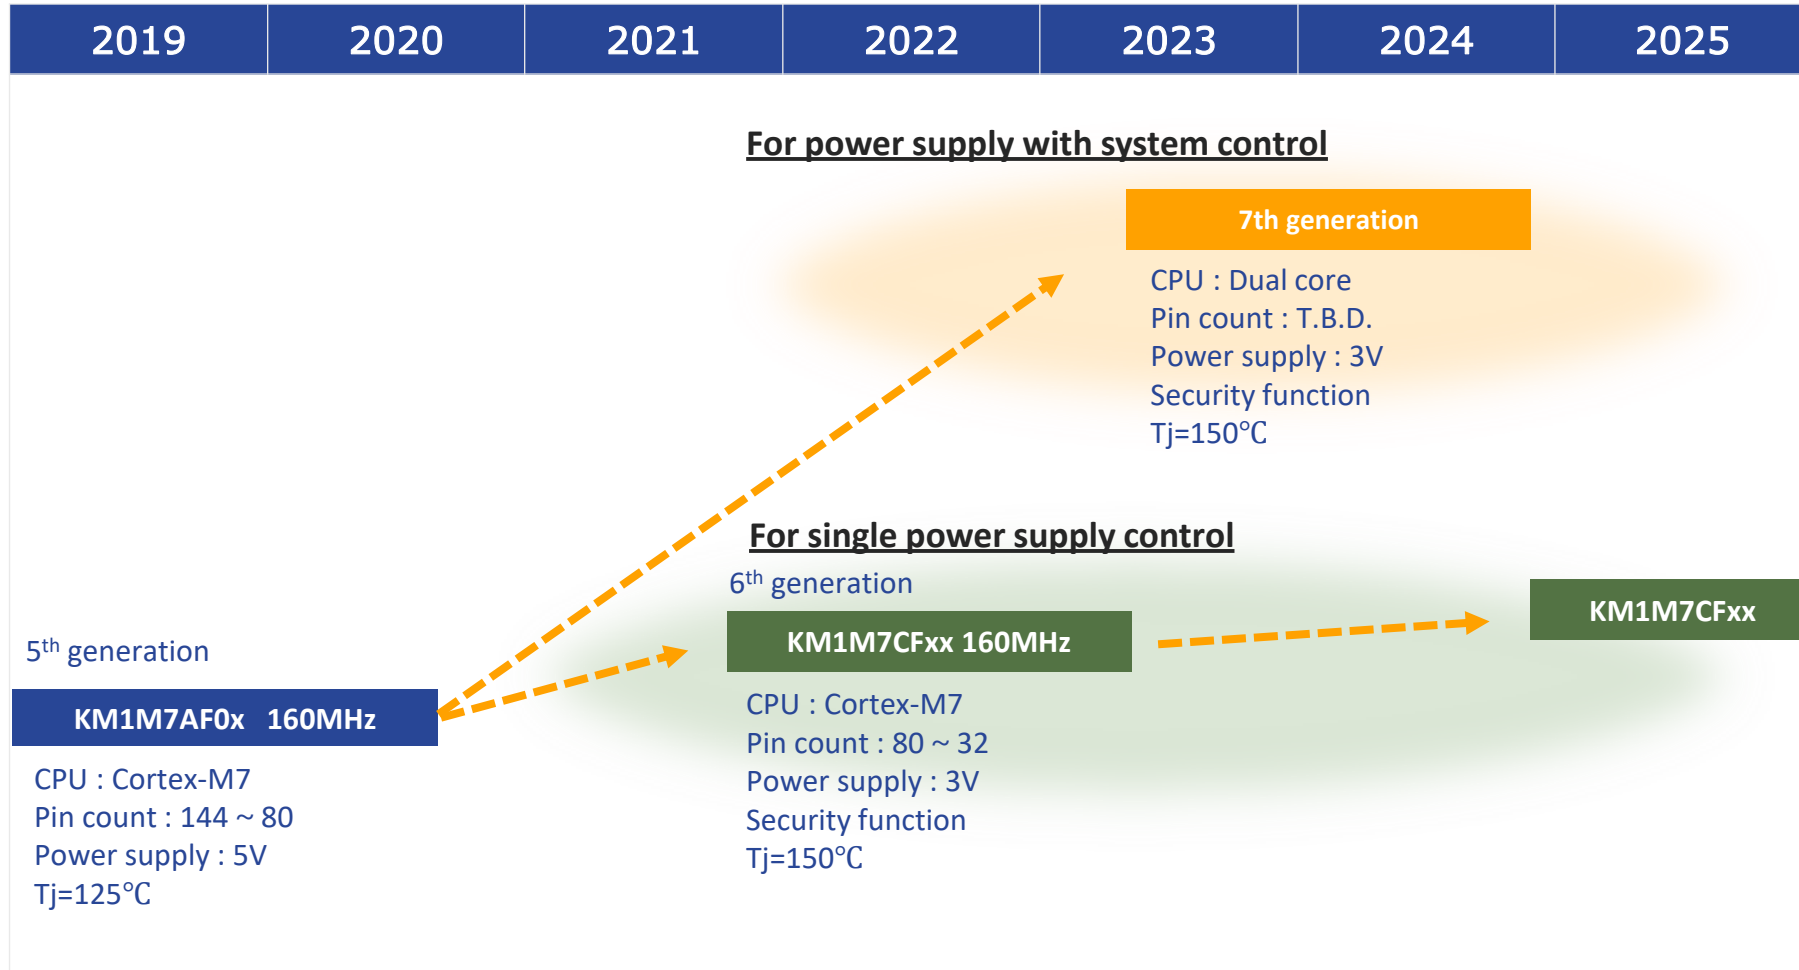 2019 2020 2021 2022 2023 2024 2025
For power supply with system control
7th generation
CPU : Dual core
Pin count : T.B.D.
Power supply : 3V
Security function
Tj=150℃
For single power supply control
6th generation
KM1M7CFxx 160MHz
CPU : Cortex-M7
Pin count : 80 ~ 32
Power supply : 3V
Security function
Tj=150℃
KM1M7CFxx
5th generation
KM1M7AF0x 160MHz
CPU : Cortex-M7
Pin count : 144 ~ 80
Power supply : 5V
Tj=125℃